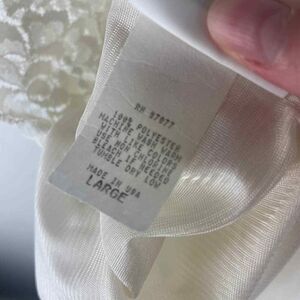 RN 57077
100% POLYESTER
MACHINE WASH WARM
WITH LIKE COLORS
USE NON CHLORINE
BLEACH IF NEEDED
TUMBLE DRY LOW
MADE IN USA
LARGE